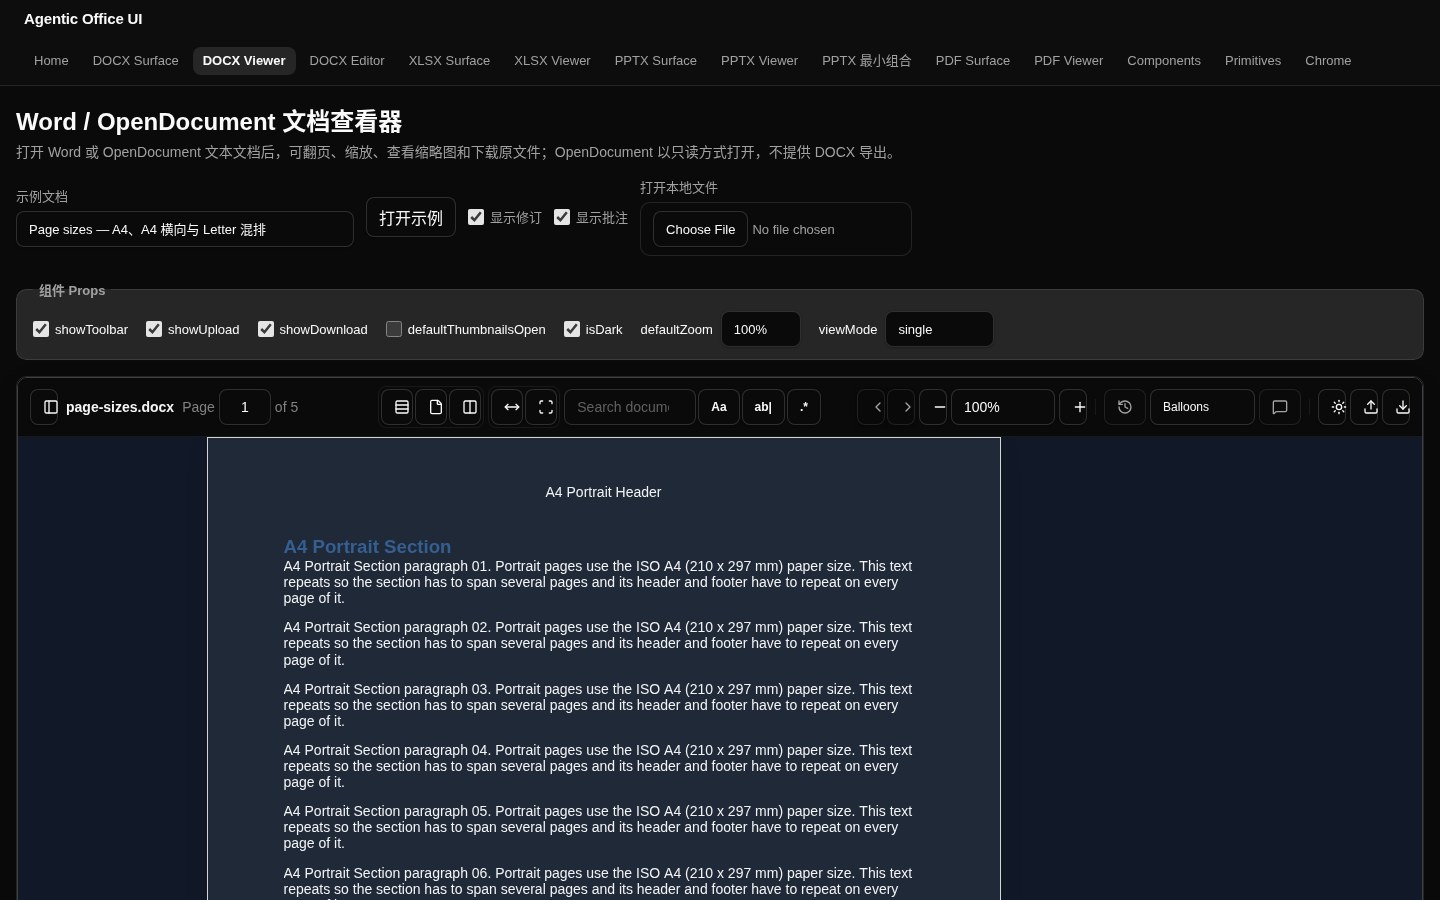 Agentic Office UI
Home DOCX Surface DOCX Viewer DOCX Editor XLSX Surface XLSX Viewer PPTX Surface PPTX Viewer PPTX 最小组合 PDF Surface PDF Viewer Components Primitives Chrome
Word / OpenDocument 文档查看器
打开 Word 或 OpenDocument 文本文档后，可翻页、缩放、查看缩略图和下载原文件；OpenDocument 以只读方式打开，不提供 DOCX 导出。
示例文档
Page sizes — A4、A4 横向与 Letter 混排
打开示例
显示修订
显示批注
打开本地文件
Choose File No file chosen
组件 Props
showToolbar showUpload showDownload defaultThumbnailsOpen isDark defaultZoom 100% viewMode single
page-sizes.docx Page 1 of 5 Search docum Aa ab| .* 100% Balloons
A4 Portrait Header
A4 Portrait Section
A4 Portrait Section paragraph 01. Portrait pages use the ISO A4 (210 x 297 mm) paper size. This text
repeats so the section has to span several pages and its header and footer have to repeat on every
page of it.
A4 Portrait Section paragraph 02. Portrait pages use the ISO A4 (210 x 297 mm) paper size. This text
repeats so the section has to span several pages and its header and footer have to repeat on every
page of it.
A4 Portrait Section paragraph 03. Portrait pages use the ISO A4 (210 x 297 mm) paper size. This text
repeats so the section has to span several pages and its header and footer have to repeat on every
page of it.
A4 Portrait Section paragraph 04. Portrait pages use the ISO A4 (210 x 297 mm) paper size. This text
repeats so the section has to span several pages and its header and footer have to repeat on every
page of it.
A4 Portrait Section paragraph 05. Portrait pages use the ISO A4 (210 x 297 mm) paper size. This text
repeats so the section has to span several pages and its header and footer have to repeat on every
page of it.
A4 Portrait Section paragraph 06. Portrait pages use the ISO A4 (210 x 297 mm) paper size. This text
repeats so the section has to span several pages and its header and footer have to repeat on every